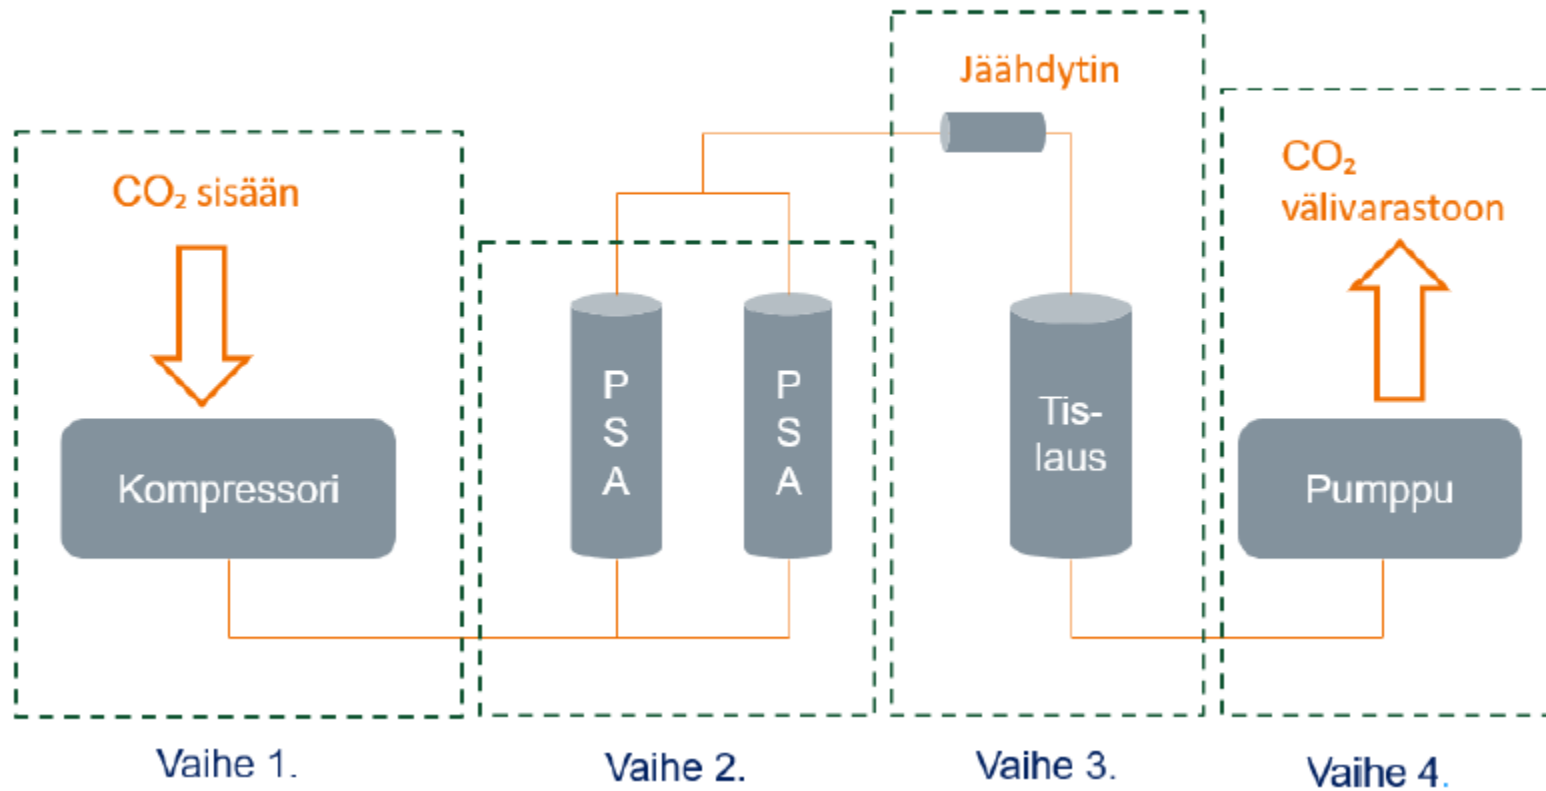 CO₂ sisään
Kompressori
Vaihe 1.
P
S
A
P
S
A
Vaihe 2.
Jäähdytin
Tis-
laus
Vaihe 3.
CO₂
välivarastoon
Pumppu
Vaihe 4.